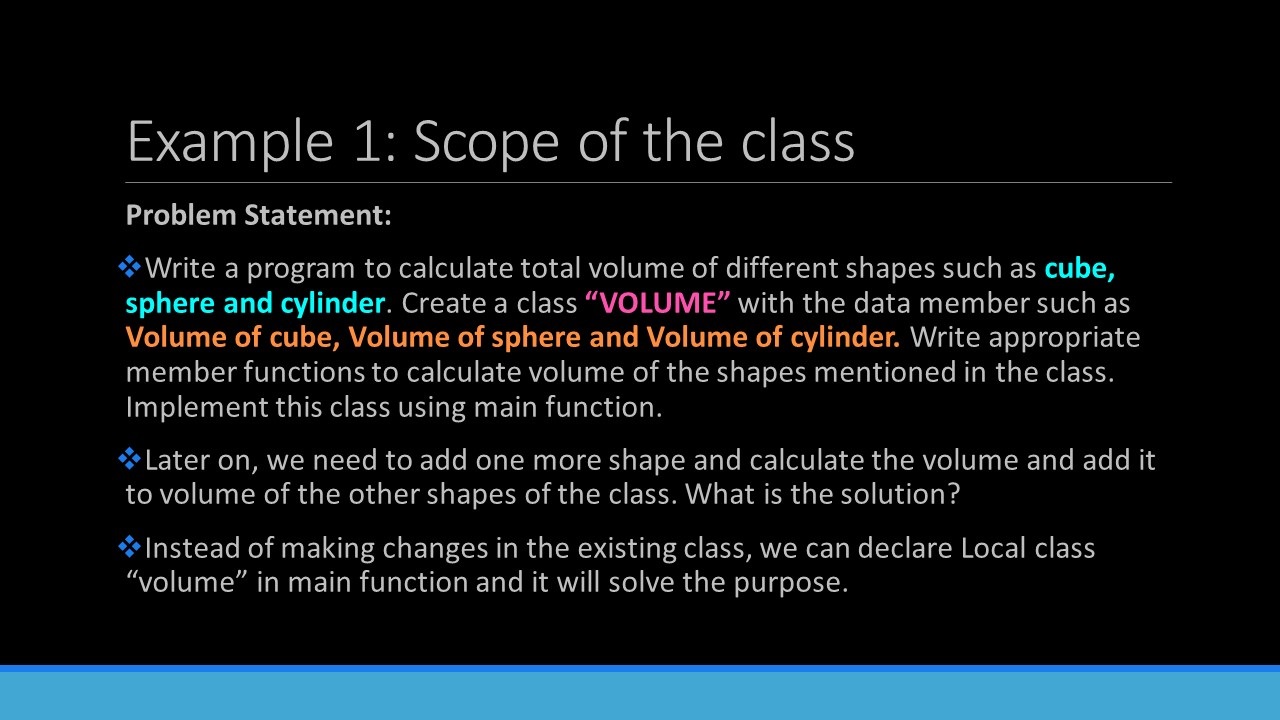 Example 1: Scope of the class
Problem Statement:
❖Write a program to calculate total volume of different shapes such as cube,
sphere and cylinder. Create a class “VOLUME” with the data member such as
Volume of cube, Volume of sphere and Volume of cylinder. Write appropriate
member functions to calculate volume of the shapes mentioned in the class.
Implement this class using main function.
❖Later on, we need to add one more shape and calculate the volume and add it
to volume of the other shapes of the class. What is the solution?
❖Instead of making changes in the existing class, we can declare Local class
“volume” in main function and it will solve the purpose.